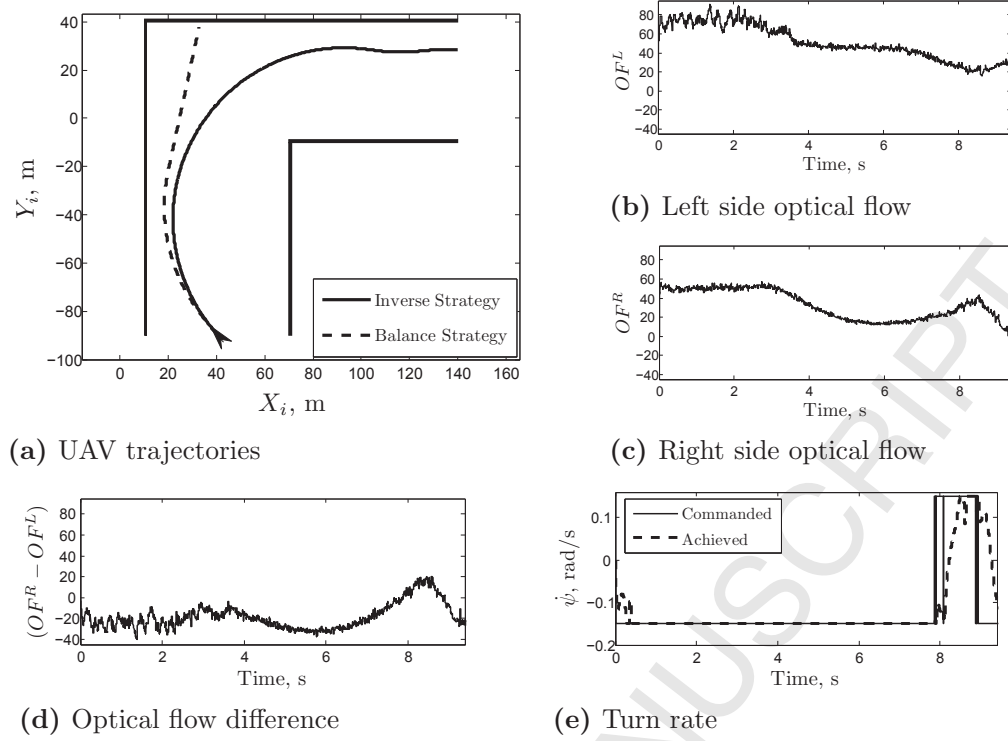 40
20
0
−20
−40
−60
−80
−100
Y_i, m
0 20 40 60 80 100 120 140 160
X_i, m
Inverse Strategy
Balance Strategy
(a) UAV trajectories
80
60
40
20
0
−20
−40
OF^L
0 2 4 6 8
Time, s
(b) Left side optical flow
80
60
40
20
0
−20
−40
OF^R
0 2 4 6 8
Time, s
(c) Right side optical flow
80
60
40
20
0
−20
−40
(OF^R − OF^L)
0 2 4 6 8
Time, s
(d) Optical flow difference
0.1
0
−0.1
−0.2
ψ̇, rad/s
Commanded
Achieved
0 2 4 6 8
Time, s
(e) Turn rate
NUSCRIPT